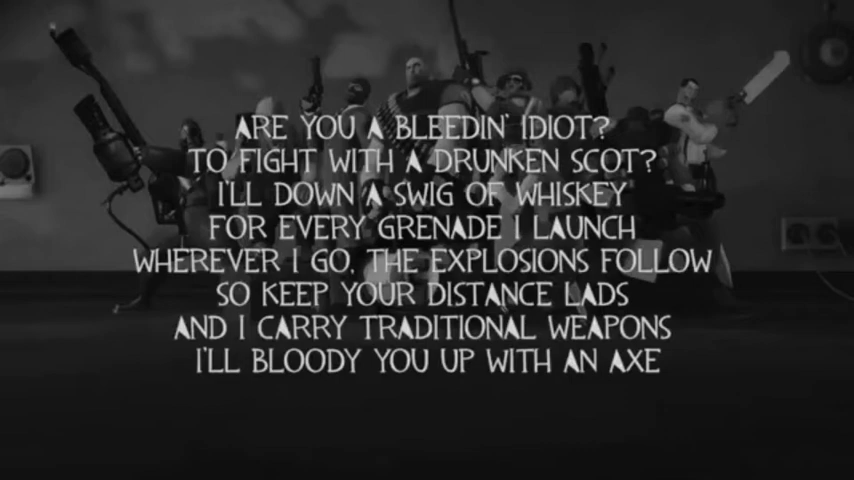 ARE YOU A BLEEDIN' IDIOT?
TO FIGHT WITH A DRUNKEN SCOT?
I'LL DOWN A SWIG OF WHISKEY
FOR EVERY GRENADE I LAUNCH
WHEREVER I GO, THE EXPLOSIONS FOLLOW
SO KEEP YOUR DISTANCE LADS
AND I CARRY TRADITIONAL WEAPONS
I'LL BLOODY YOU UP WITH AN AXE